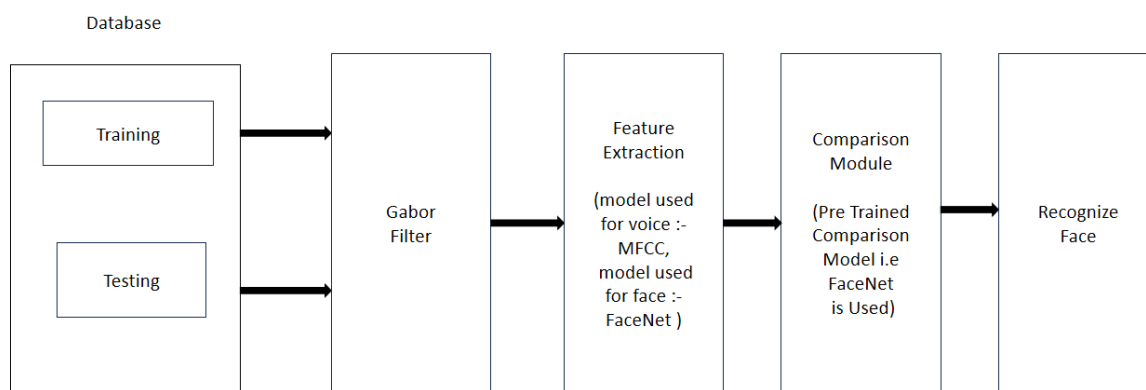 Database
Training
Testing
Gabor
Filter
Feature
Extraction
(model used
for voice :-
MFCC,
model used
for face :-
FaceNet )
Comparison
Module
(Pre Trained
Comparison
Model i.e
FaceNet
is Used)
Recognize
Face